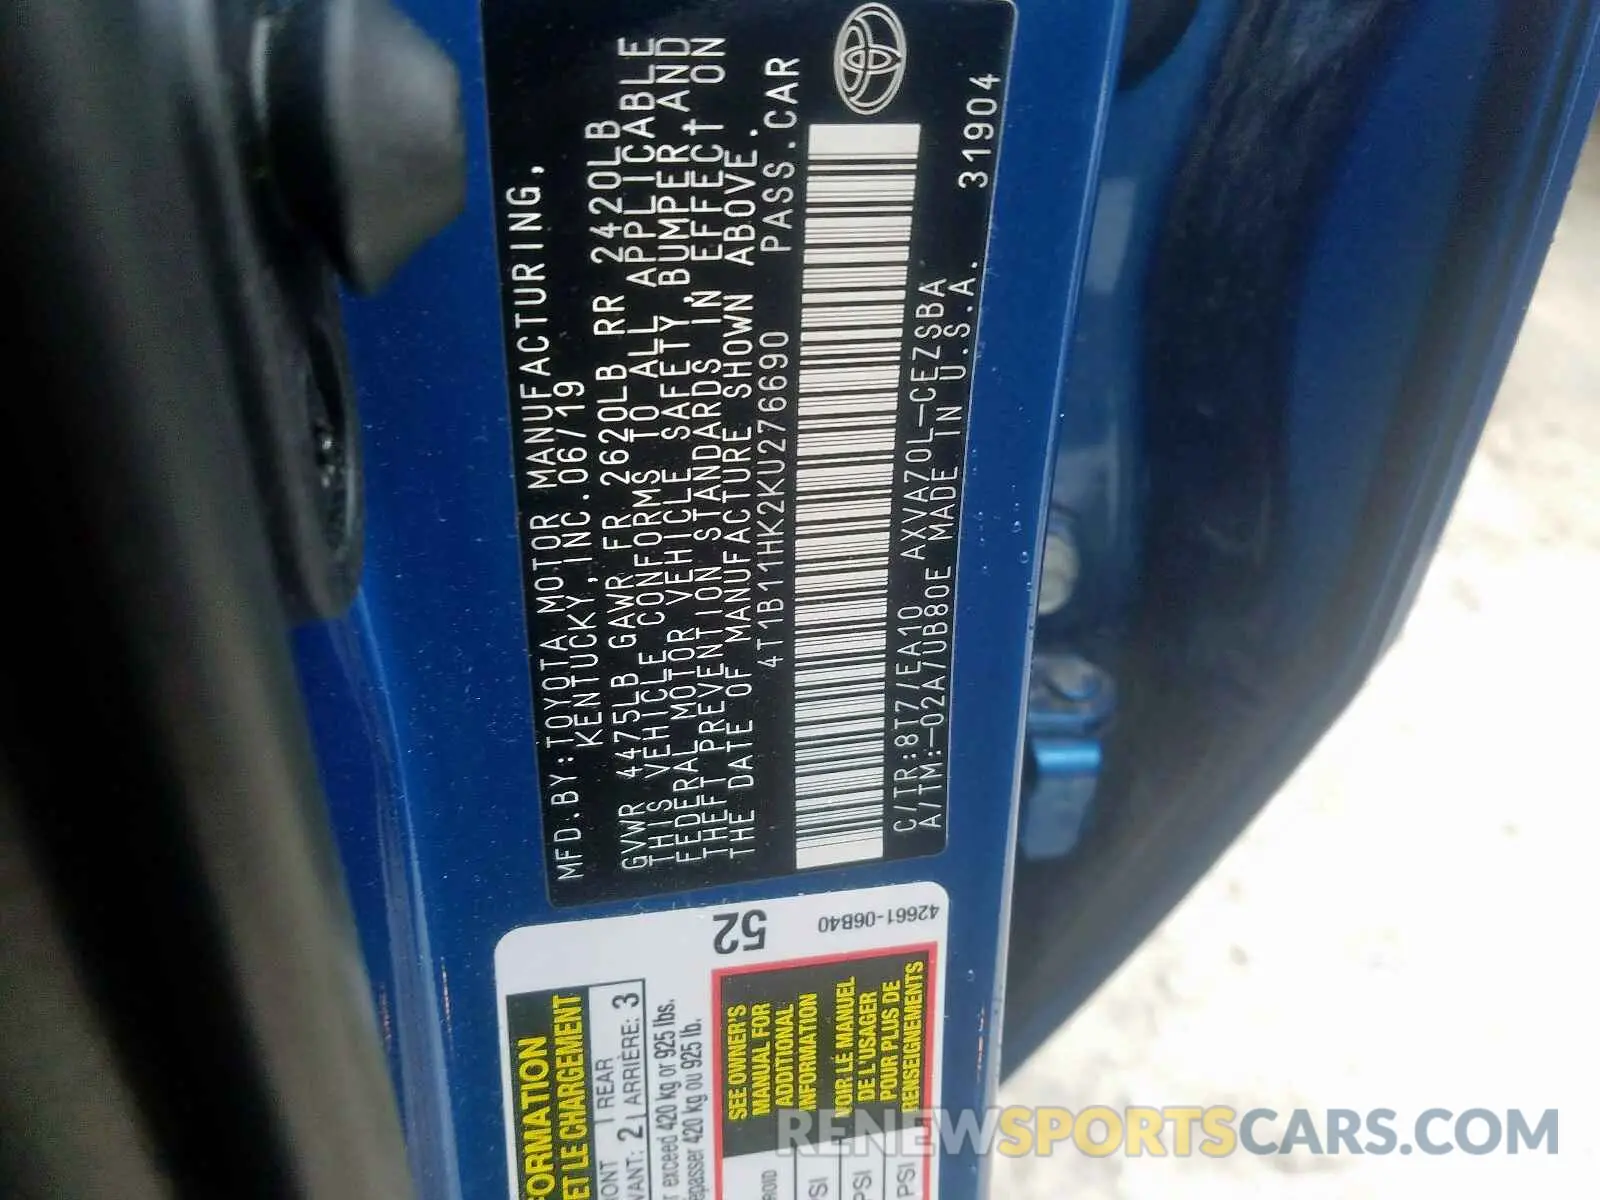 MFD.BY:TOYOTA MOTOR MANUFACTURING,
KENTUCKY,INC.06/19
GVWR 4475LB GAWR FR 2620LB RR 2420LB
THIS VEHICLE CONFORMS TO ALL APPLICABLE
FEDERAL MOTOR VEHICLE SAFETY,BUMPER AND
THEFT PREVENTION STANDARDS IN EFFECT ON
THE DATE OF MANUFACTURE SHOWN ABOVE.
4T1B11HK2KU276690 PASS.CAR
C/TR:8T7/EA10 AXVA70L-CEZSBA
A/TM:-02A/UB80E MADE IN U.S.A. 31904
52
42661-06B40
FORMATION
ET LE CHARGEMENT
RONT REAR
VANT: 2 ARRIÈRE: 3
r exceed 420 kg or 925 lbs.
epasser 420 kg ou 925 lb.
SEE OWNER'S
MANUAL FOR
ADDITIONAL
INFORMATION
VOIR LE MANUEL
DE L'USAGER
POUR PLUS DE
RENSEIGNEMENTS
ROID
PSI
PSI
PSI
RENEWSPORTSCARS.COM